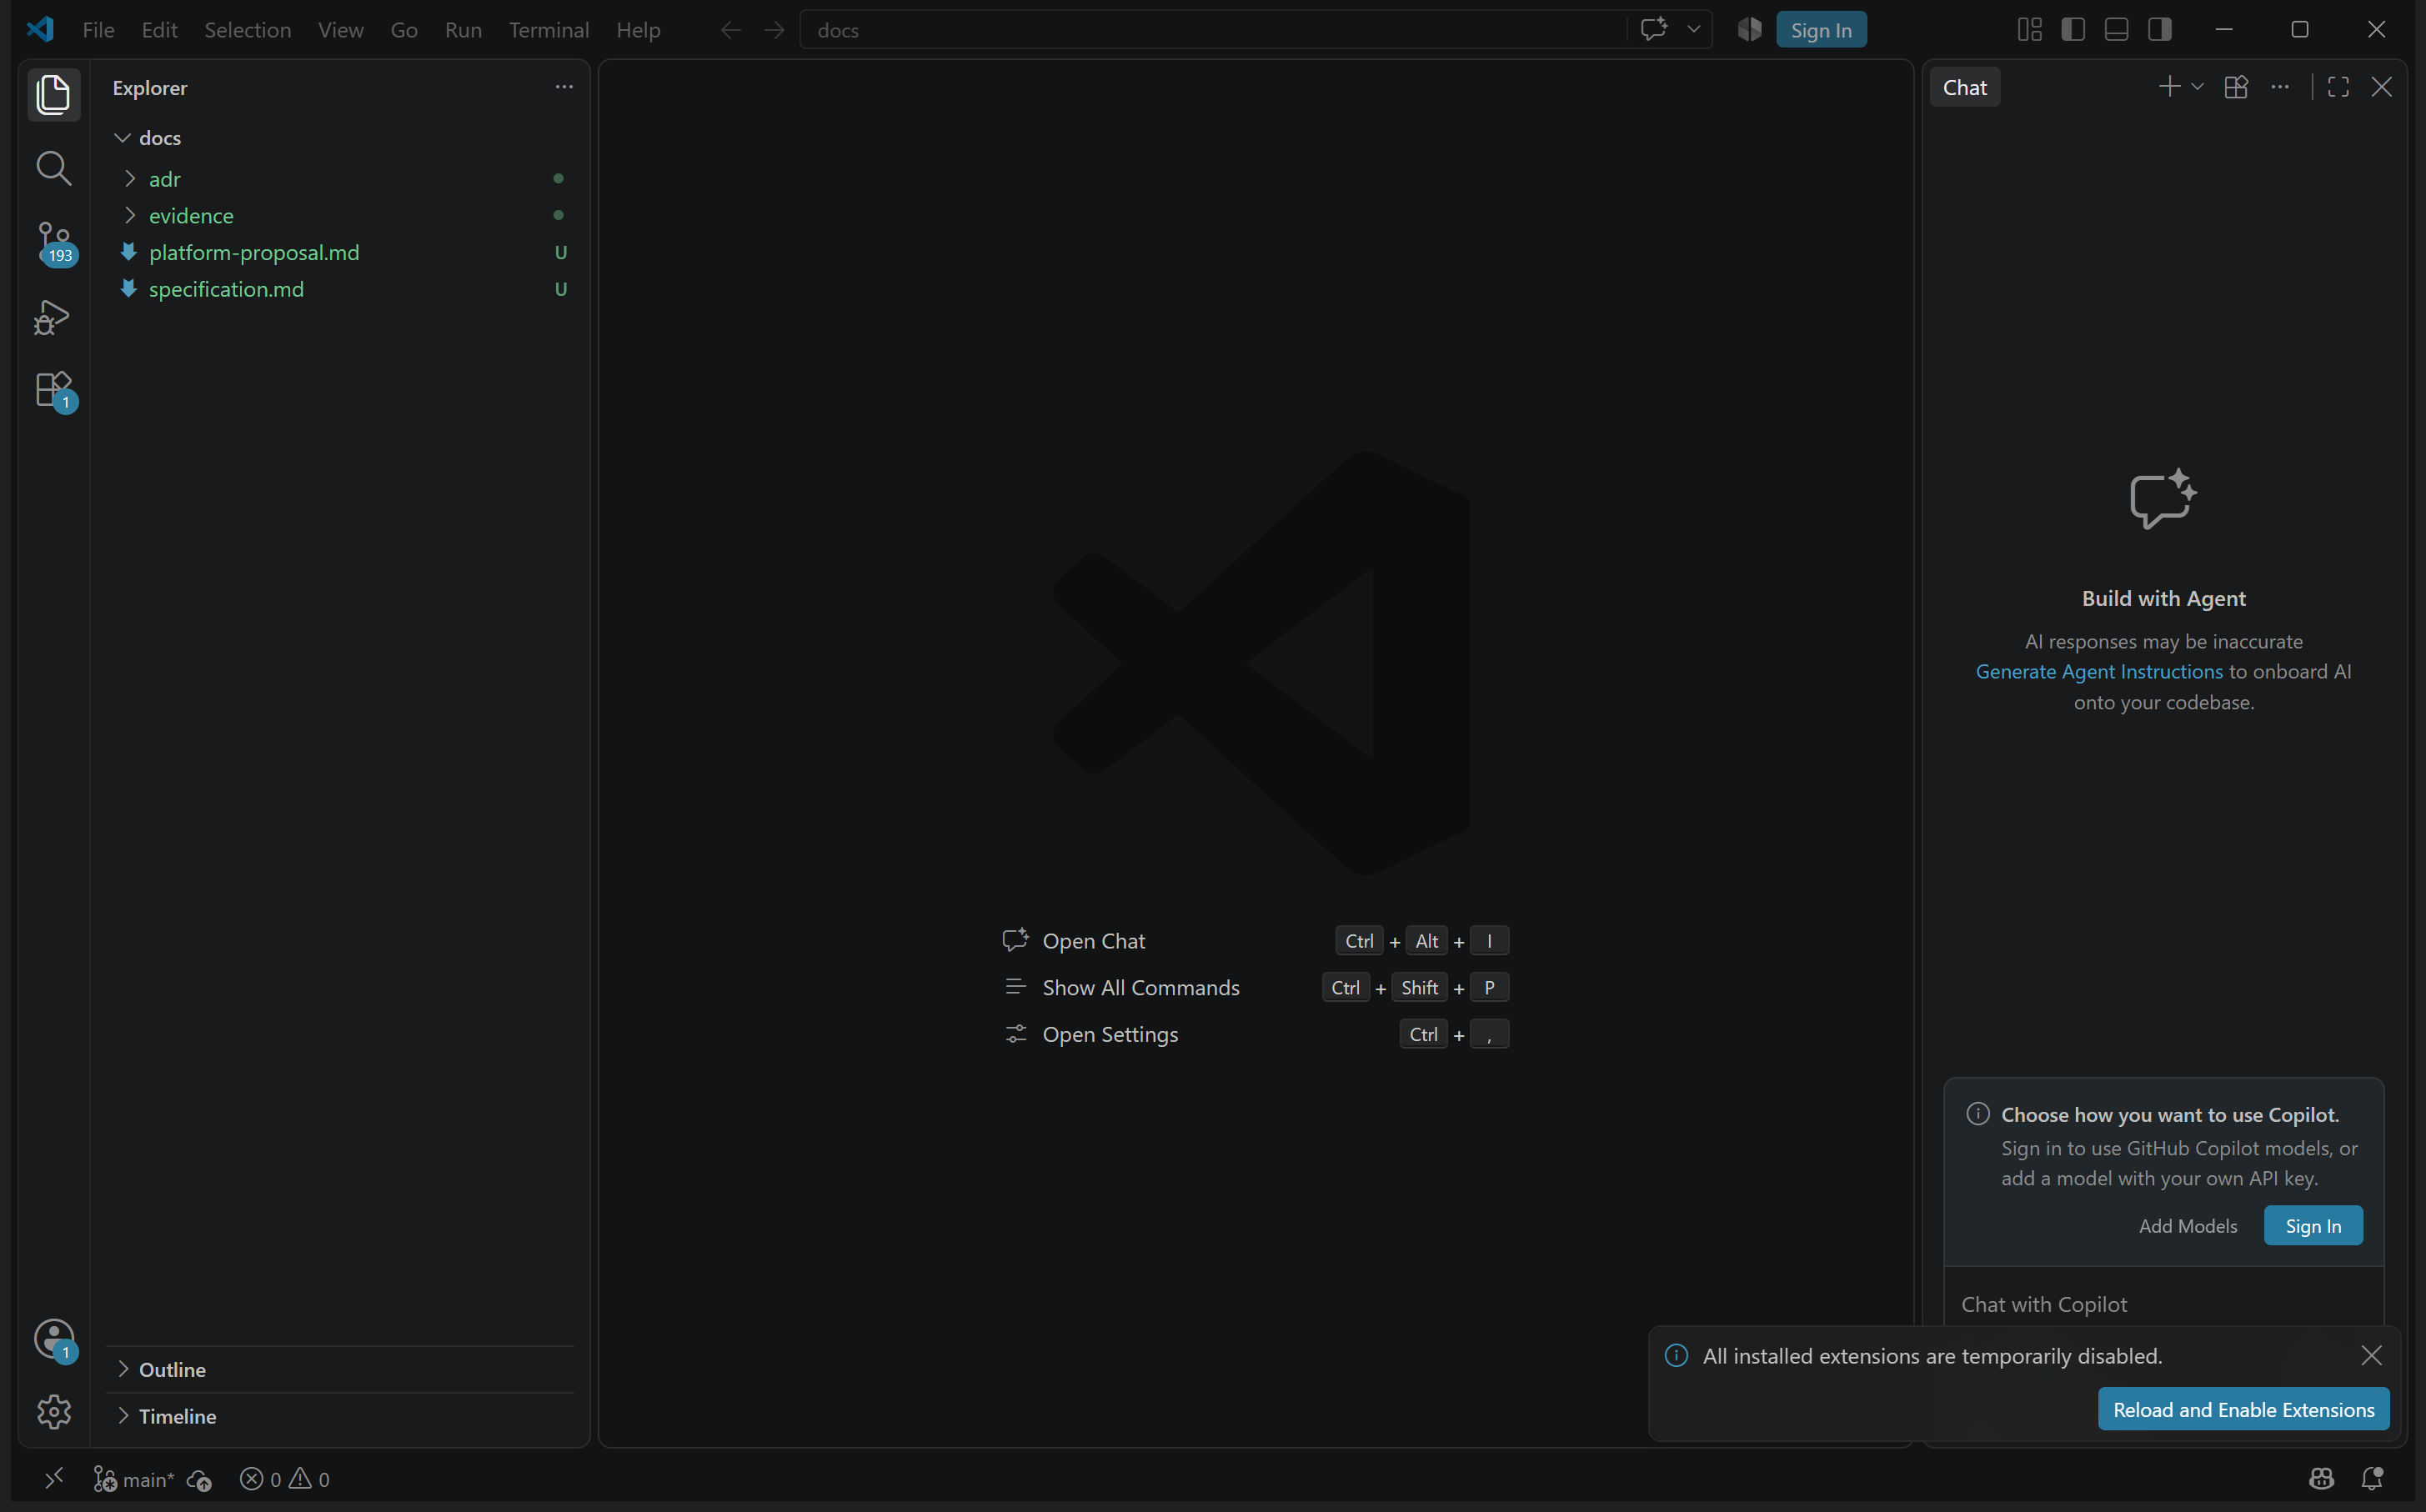 File Edit Selection View Go Run Terminal Help docs Sign In
Explorer
docs
adr
evidence
platform-proposal.md U
specification.md U
193
1
Open Chat Ctrl + Alt + I
Show All Commands Ctrl + Shift + P
Open Settings Ctrl + ,
Chat
Build with Agent
AI responses may be inaccurate
Generate Agent Instructions to onboard AI
onto your codebase.
Choose how you want to use Copilot.
Sign in to use GitHub Copilot models, or
add a model with your own API key.
Add Models Sign In
Chat with Copilot
All installed extensions are temporarily disabled.
Reload and Enable Extensions
1
Outline
Timeline
main* 0 0